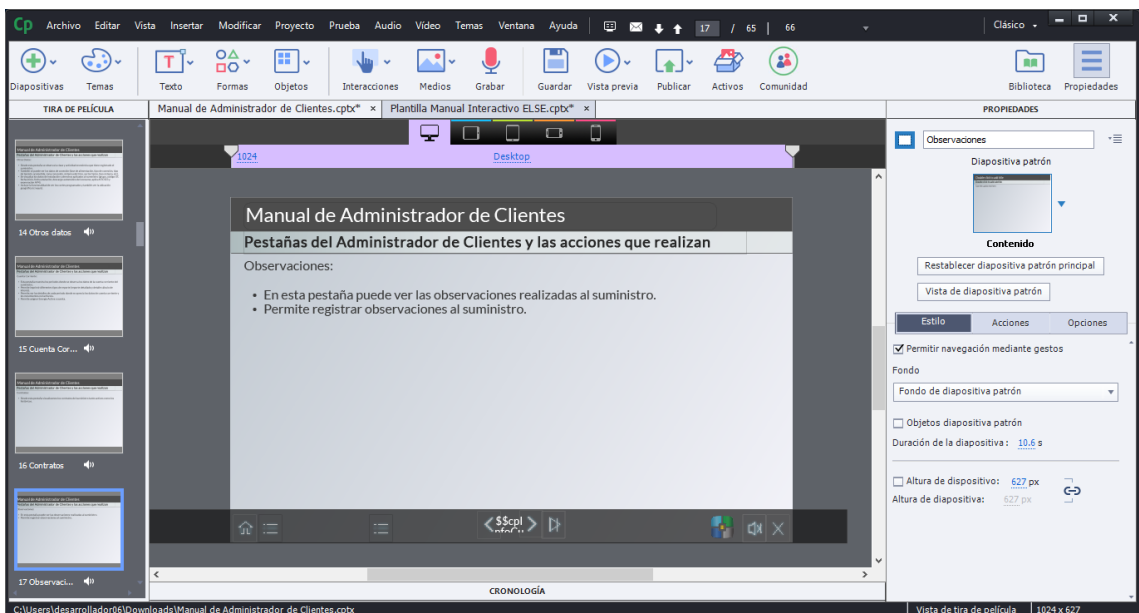 Cp Archivo Editar Vista Insertar Modificar Proyecto Prueba Audio Vídeo Temas Ventana Ayuda 17 / 65 | 66 Clásico
Diapositivas Temas Texto Formas Objetos Interacciones Medios Grabar Guardar Vista previa Publicar Activos Comunidad Biblioteca Propiedades
TIRA DE PELÍCULA
Manual de Administrador de Clientes.cptx* × Plantilla Manual Interactivo ELSE.cptx* ×
PROPIEDADES
14 Otros datos
15 Cuenta Cor...
16 Contratos
17 Observaci...
1024 Desktop
Manual de Administrador de Clientes
Pestañas del Administrador de Clientes y las acciones que realizan
Observaciones:
• En esta pestaña puede ver las observaciones realizadas al suministro.
• Permite registrar observaciones al suministro.
$$cpI
CRONOLOGÍA
Observaciones
Diapositiva patrón
Contenido
Restablecer diapositiva patrón principal
Vista de diapositiva patrón
Estilo Acciones Opciones
Permitir navegación mediante gestos
Fondo
Fondo de diapositiva patrón
Objetos diapositiva patrón
Duración de la diapositiva: 10.6 s
Altura de dispositivo: 627 px
Altura de diapositiva: 627 px
C:\Users\desarrollador06\Downloads\Manual de Administrador de Clientes.cptx Vista de tira de película 1024 x 627